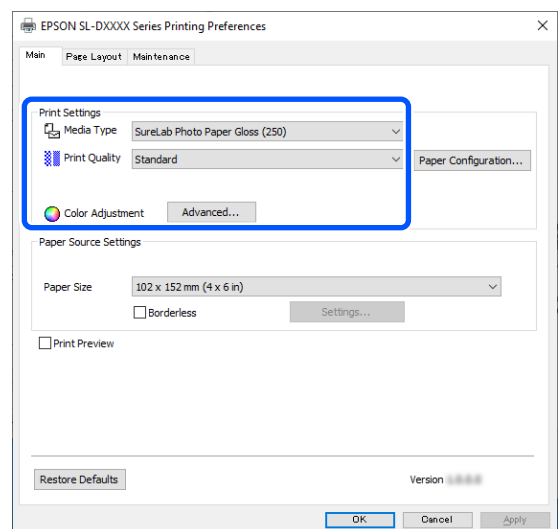 EPSON SL-DXXXX Series Printing Preferences
Main Page Layout Maintenance
Print Settings
Media Type SureLab Photo Paper Gloss (250)
Print Quality Standard Paper Configuration...
Color Adjustment Advanced...
Paper Source Settings
Paper Size 102 x 152 mm (4 x 6 in)
Borderless Settings...
Print Preview
Restore Defaults Version
OK Cancel Apply